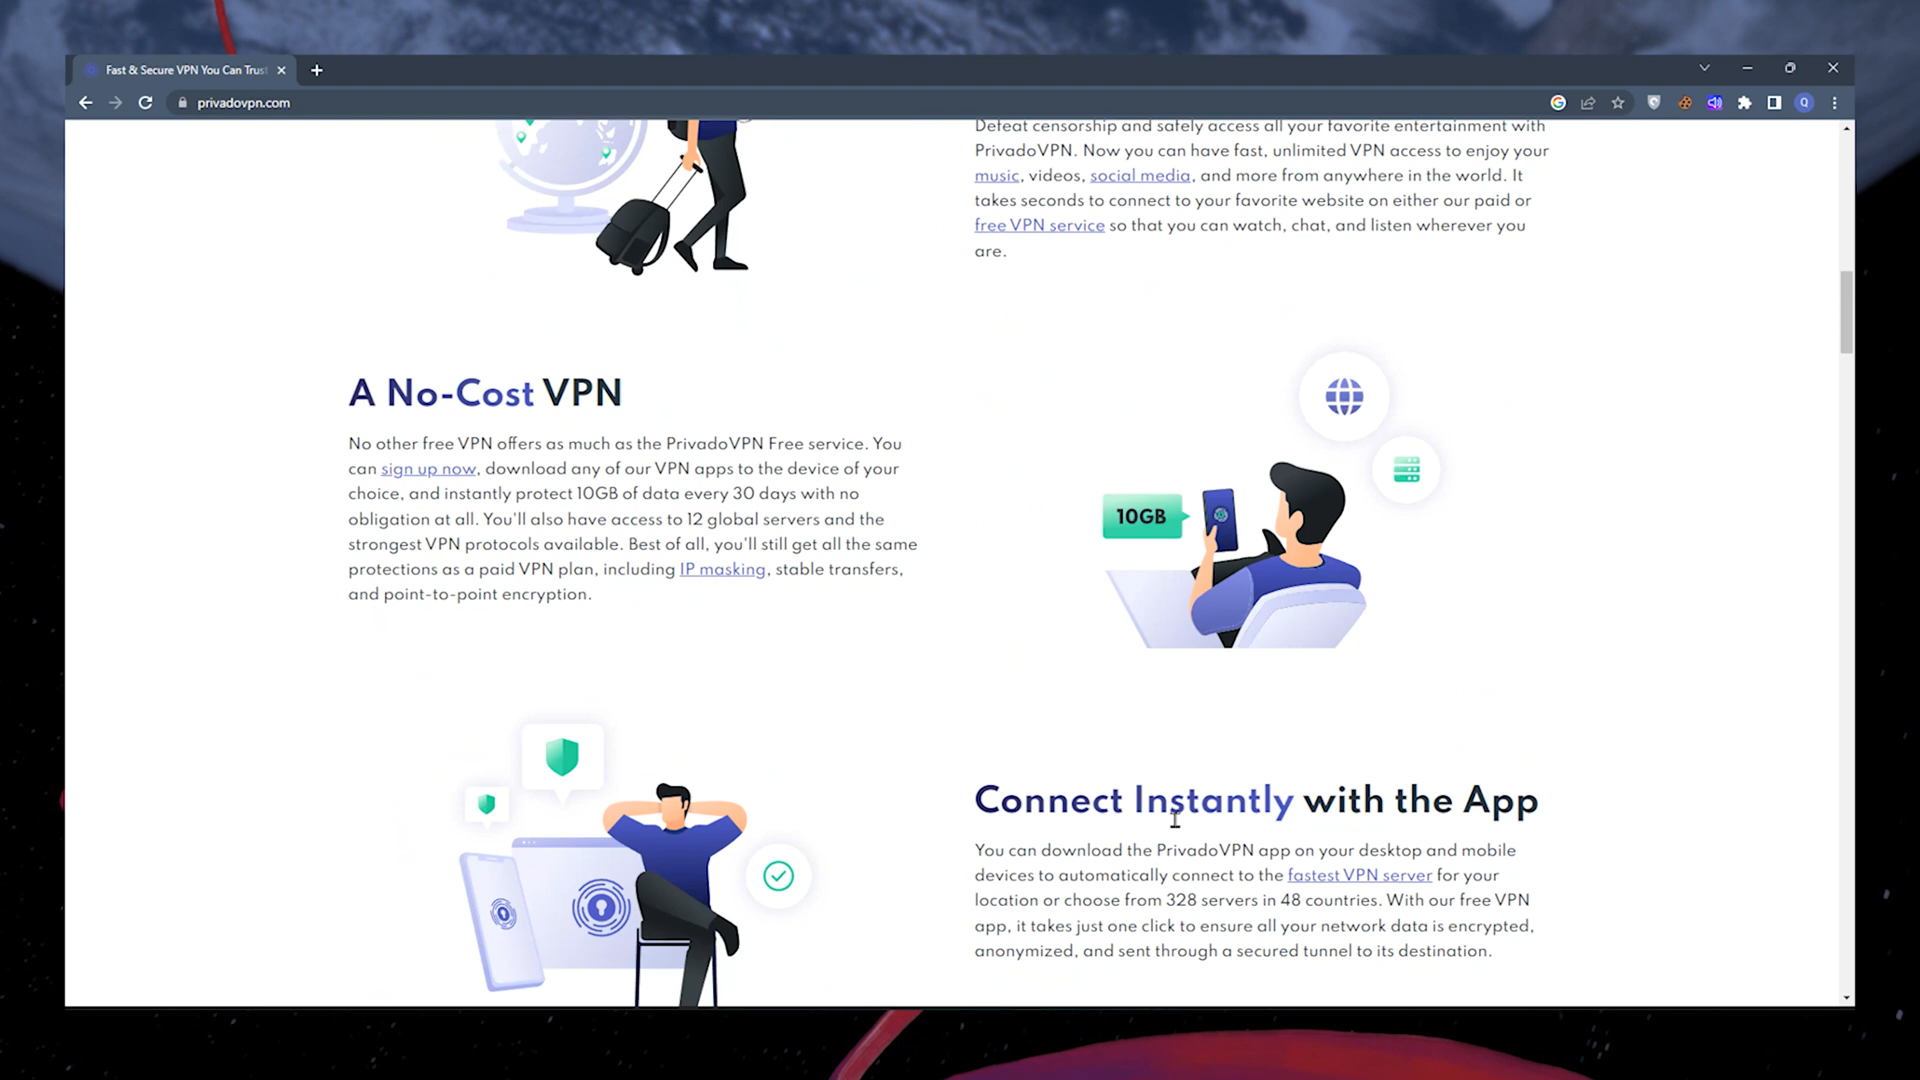 Fast & Secure VPN You Can Trus
privadovpn.com
Q
Defeat censorship and safely access all your favorite entertainment with
PrivadoVPN. Now you can have fast, unlimited VPN access to enjoy your
music, videos, social media, and more from anywhere in the world. It
takes seconds to connect to your favorite website on either our paid or
free VPN service so that you can watch, chat, and listen wherever you
are.
A No-Cost VPN
No other free VPN offers as much as the PrivadoVPN Free service. You
can sign up now, download any of our VPN apps to the device of your
choice, and instantly protect 10GB of data every 30 days with no
obligation at all. You'll also have access to 12 global servers and the
strongest VPN protocols available. Best of all, you'll still get all the same
protections as a paid VPN plan, including IP masking, stable transfers,
and point-to-point encryption.
10GB
Connect Instantly with the App
You can download the PrivadoVPN app on your desktop and mobile
devices to automatically connect to the fastest VPN server for your
location or choose from 328 servers in 48 countries. With our free VPN
app, it takes just one click to ensure all your network data is encrypted,
anonymized, and sent through a secured tunnel to its destination.